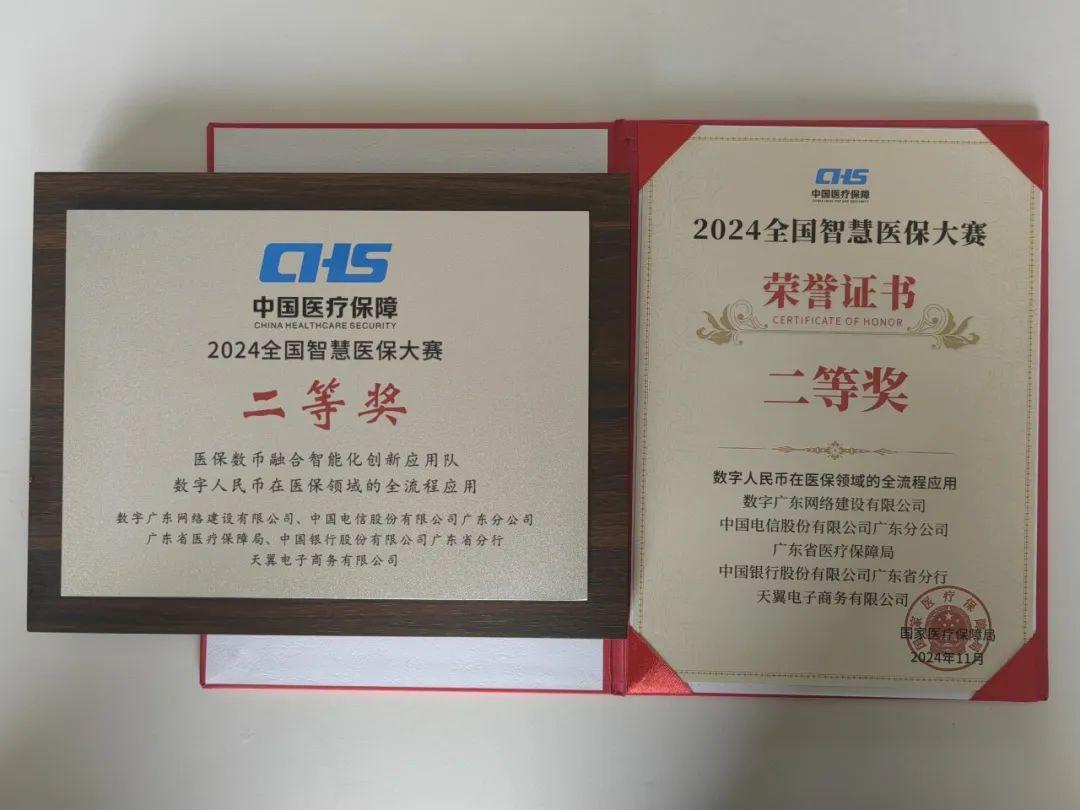 CHS
中国医疗保障
CHINA HEALTHCARE SECURITY
2024全国智慧医保大赛
二等奖
医保数币融合智能化创新应用队
数字人民币在医保领域的全流程应用
数字广东网络建设有限公司、中国电信股份有限公司广东分公司
广东省医疗保障局、中国银行股份有限公司广东省分行
天翼电子商务有限公司
CHS
中国医疗保障
CHINA HEALTHCARE SECURITY
2024全国智慧医保大赛
荣誉证书
CERTIFICATE OF HONOR
二等奖
数字人民币在医保领域的全流程应用
数字广东网络建设有限公司
中国电信股份有限公司广东分公司
广东省医疗保障局
中国银行股份有限公司广东省分行
天翼电子商务有限公司
国家医疗保障局
国家医疗保障局
2024年11月